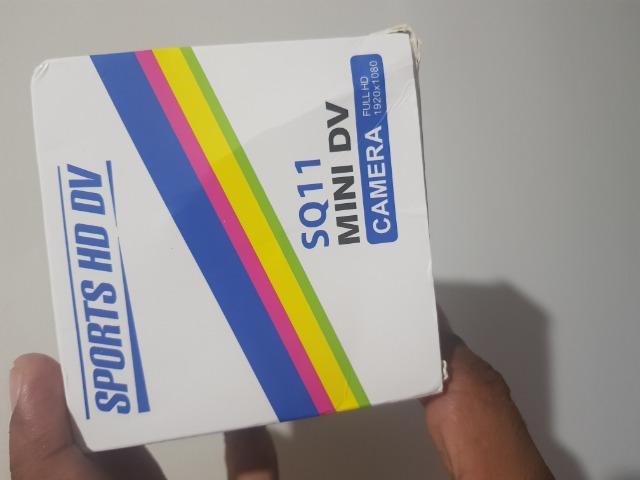 SPORTS HD DV
SQ11
MINI DV
CAMERA FULL HD
1920x1080